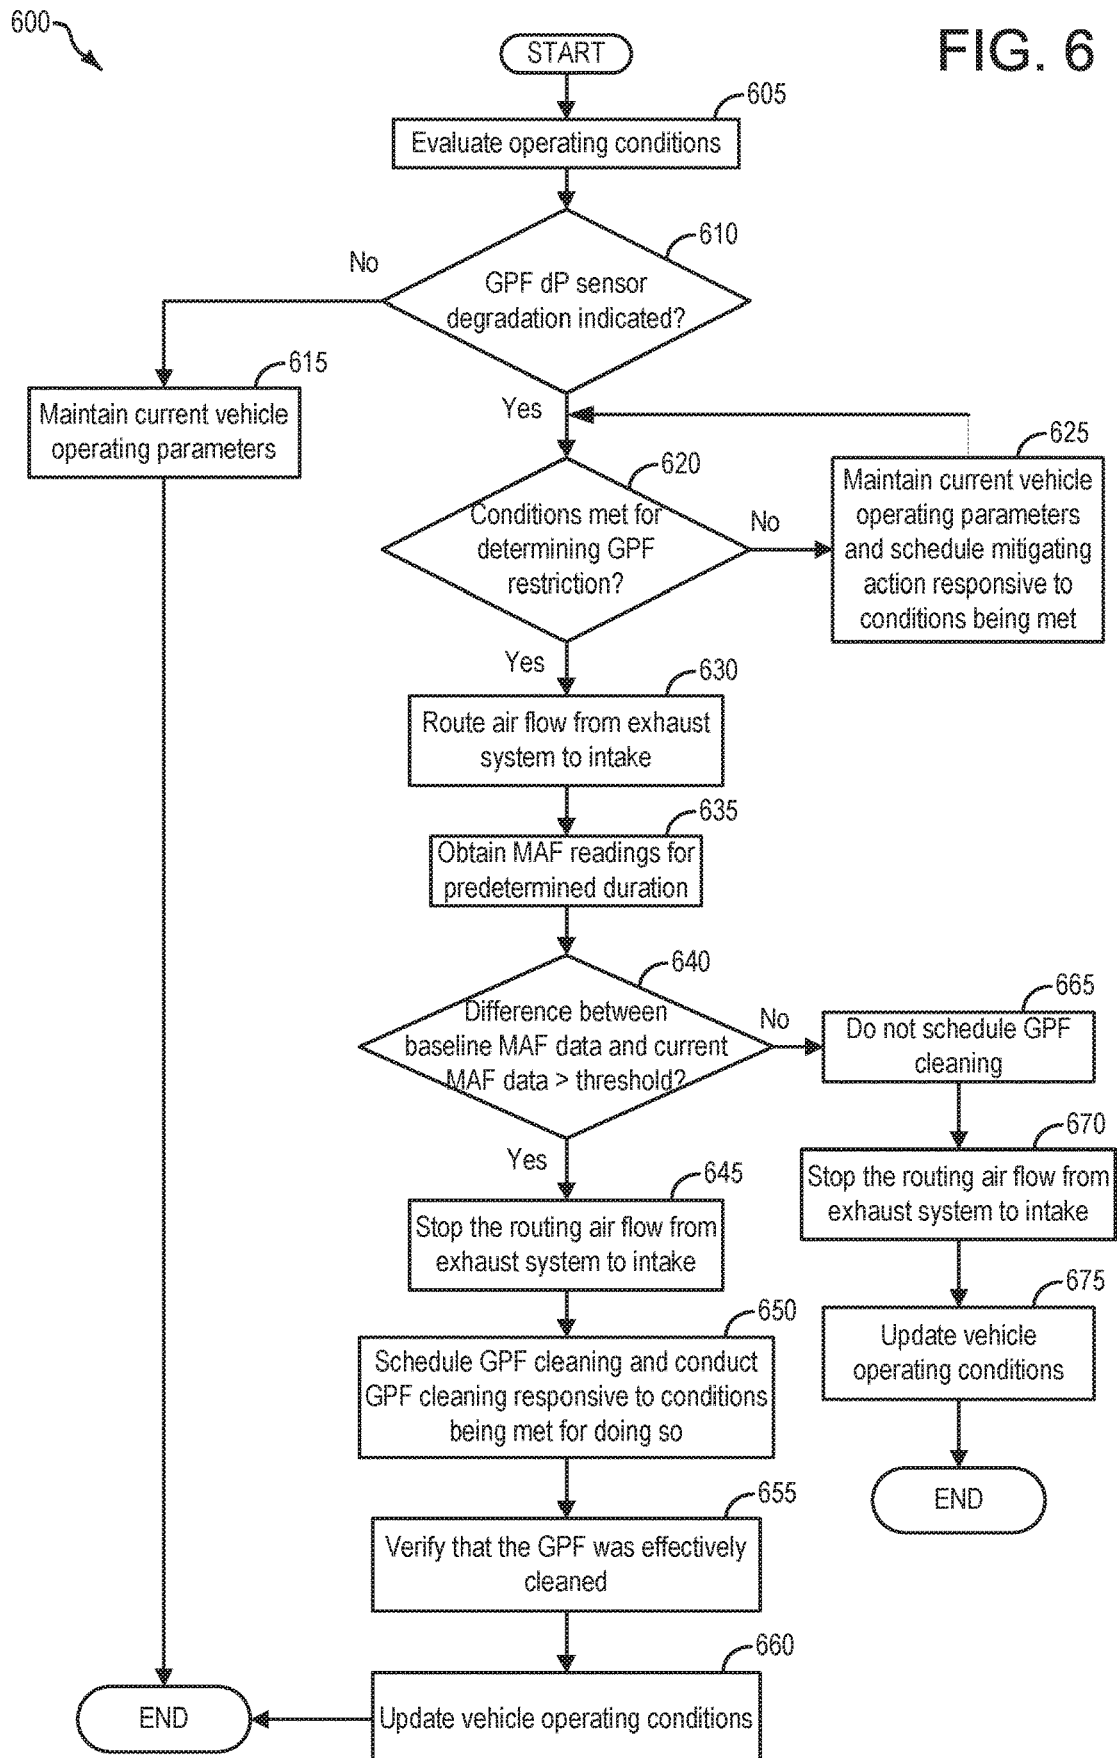 600
FIG. 6
START
605
Evaluate operating conditions
610
No
GPF dP sensor
degradation indicated?
615
Maintain current vehicle
operating parameters
Yes
620
Conditions met for
determining GPF
restriction?
No
625
Maintain current vehicle
operating parameters
and schedule mitigating
action responsive to
conditions being met
Yes
630
Route air flow from exhaust
system to intake
635
Obtain MAF readings for
predetermined duration
640
Difference between
baseline MAF data and current
MAF data > threshold?
No
665
Do not schedule GPF
cleaning
Yes
645
Stop the routing air flow from
exhaust system to intake
670
Stop the routing air flow from
exhaust system to intake
650
Schedule GPF cleaning and conduct
GPF cleaning responsive to conditions
being met for doing so
675
Update vehicle
operating conditions
END
655
Verify that the GPF was effectively
cleaned
660
Update vehicle operating conditions
END